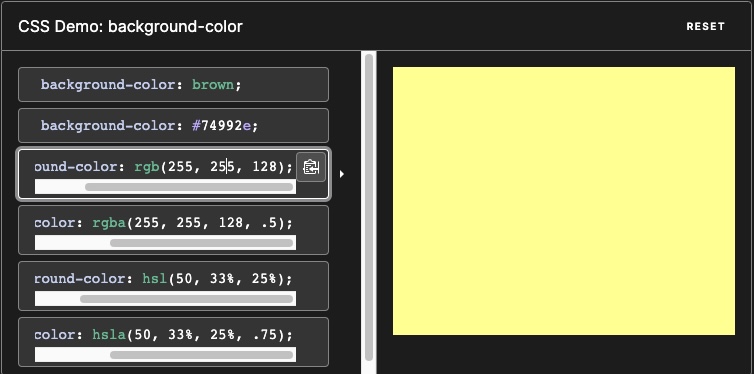 CSS Demo: background-color
RESET
background-color: brown;
background-color: #74992e;
ound-color: rgb(255, 255, 128);
color: rgba(255, 255, 128, .5);
round-color: hsl(50, 33%, 25%);
color: hsla(50, 33%, 25%, .75);